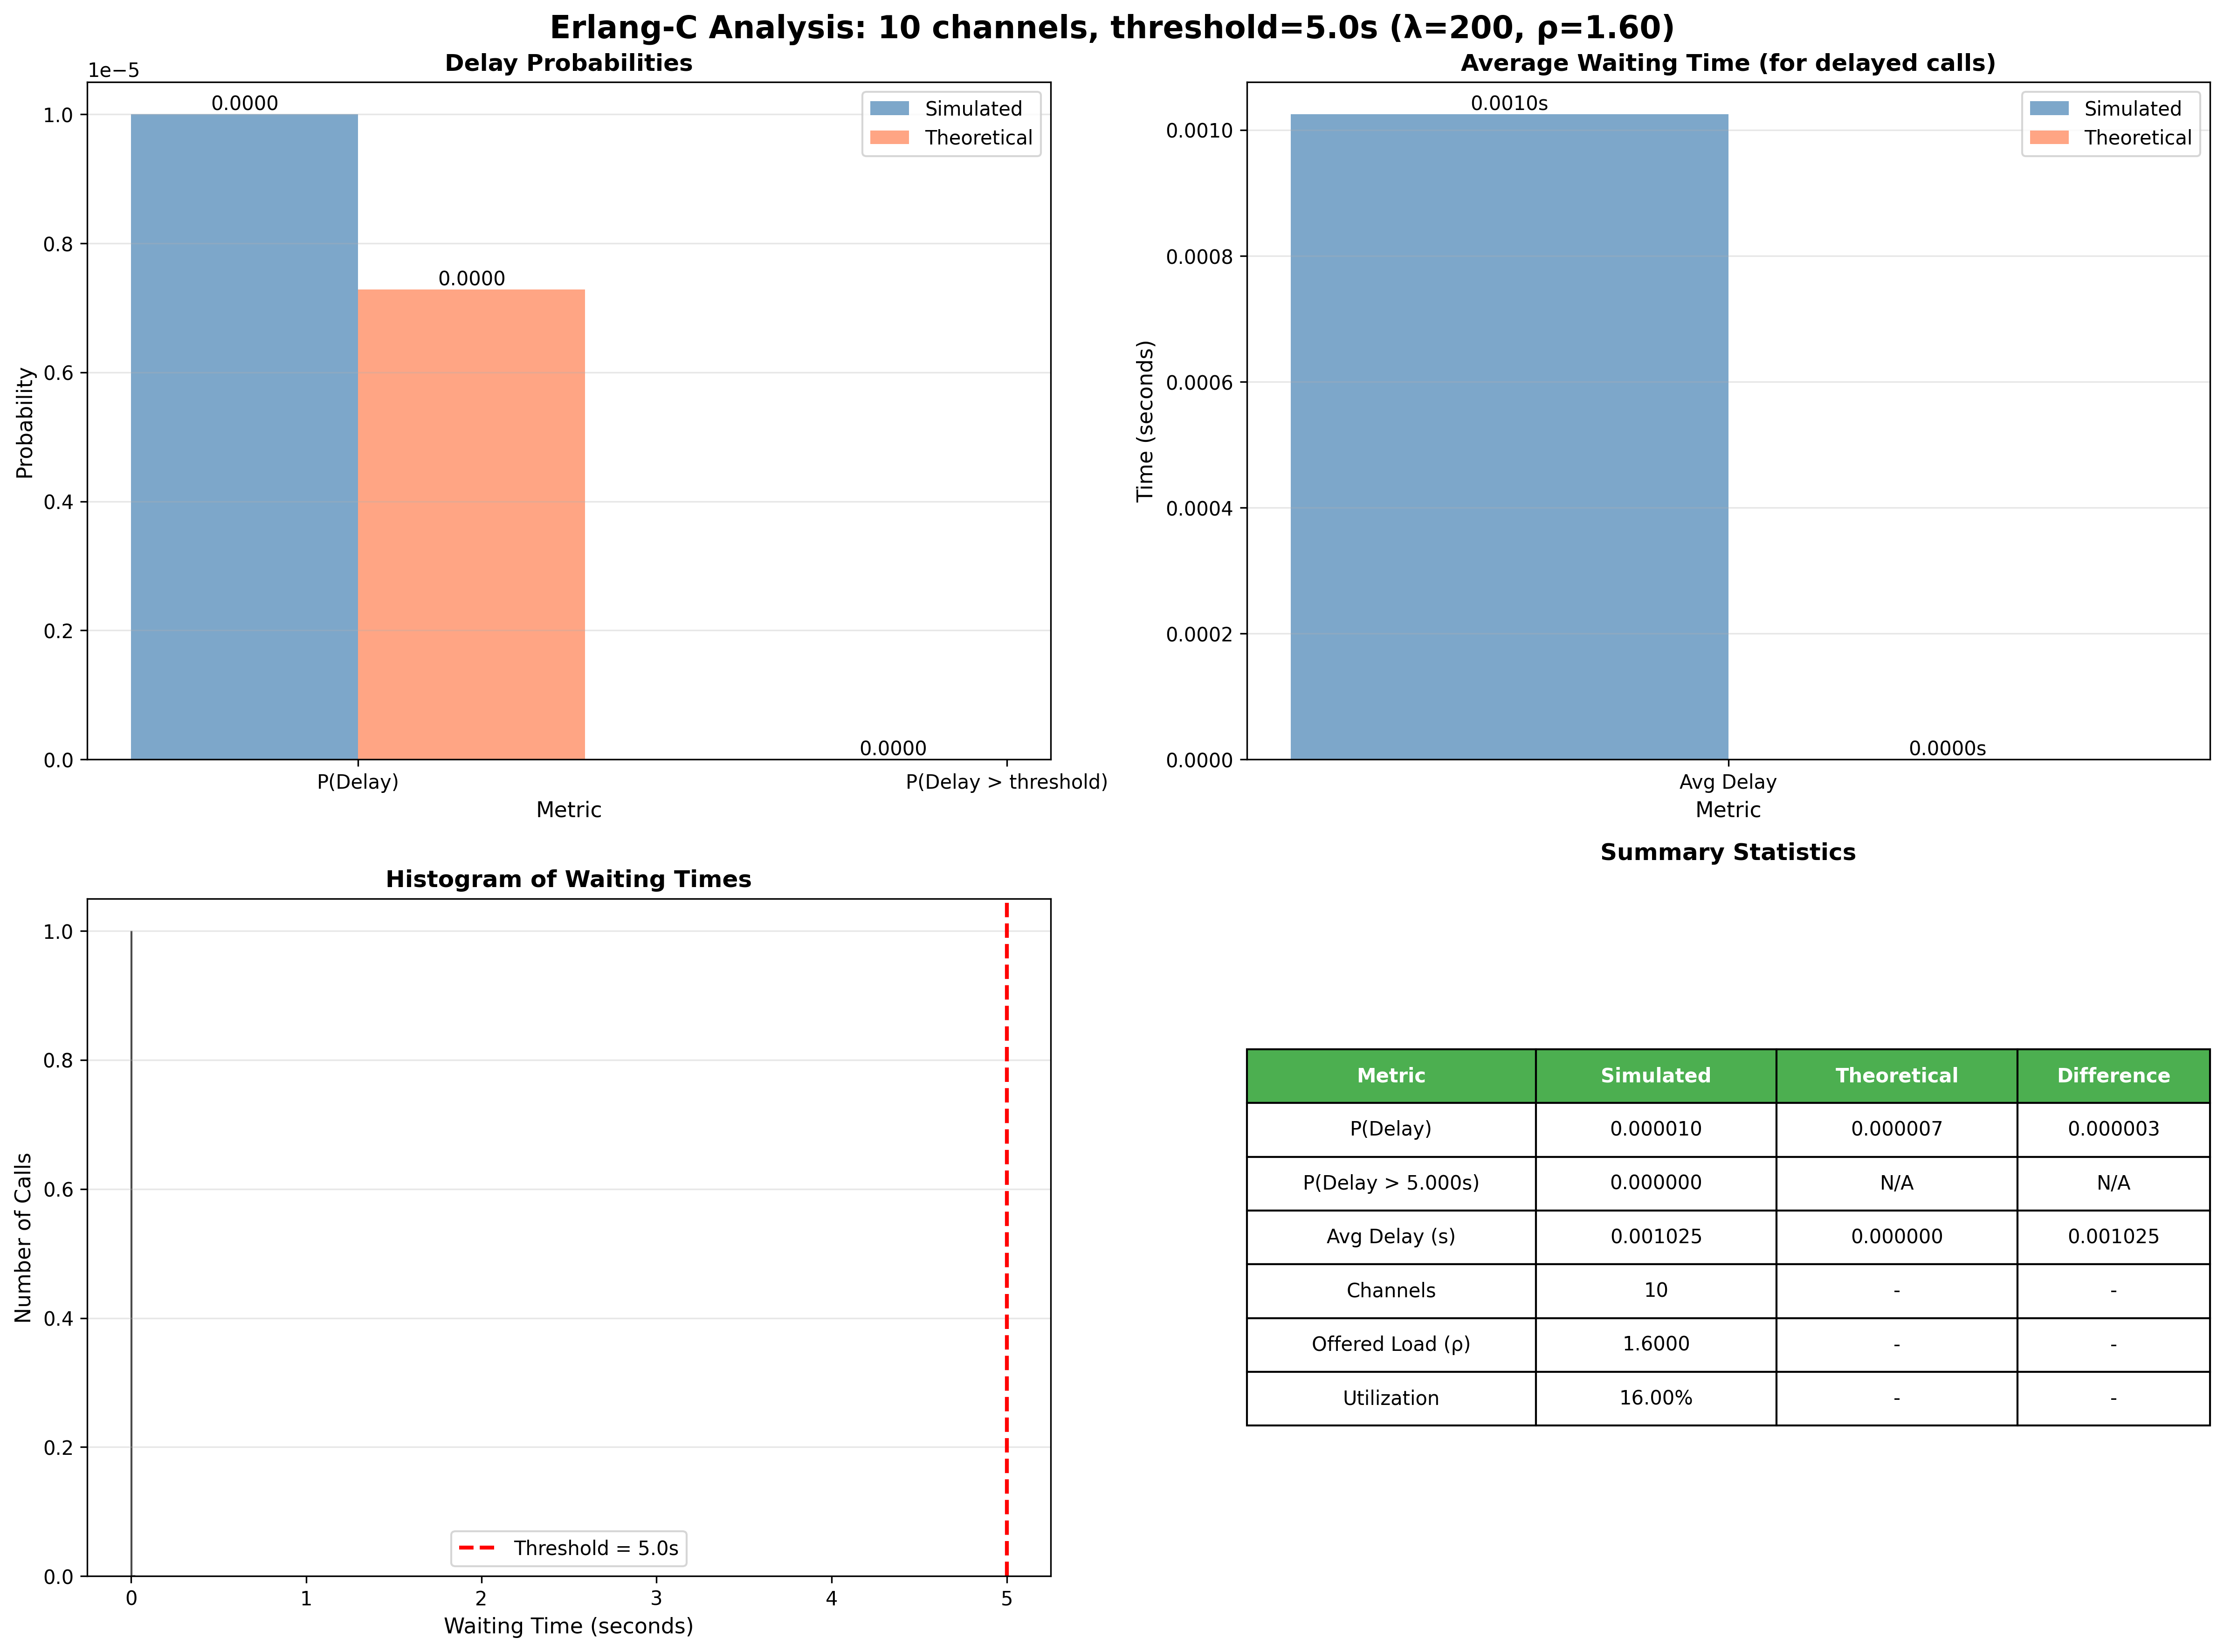 Erlang-C Analysis: 10 channels, threshold=5.0s (λ=200, ρ=1.60)
Delay Probabilities
1e−5
0.0000
0.0000
0.0000
Simulated
Theoretical
1.0
0.8
0.6
0.4
0.2
0.0
Probability
P(Delay)
P(Delay > threshold)
Metric
Average Waiting Time (for delayed calls)
0.0010s
0.0000s
Simulated
Theoretical
0.0010
0.0008
0.0006
0.0004
0.0002
0.0000
Time (seconds)
Avg Delay
Metric
Histogram of Waiting Times
1.0
0.8
0.6
0.4
0.2
0.0
Number of Calls
Threshold = 5.0s
0 1 2 3 4 5
Waiting Time (seconds)
Summary Statistics
Metric Simulated Theoretical Difference
P(Delay) 0.000010 0.000007 0.000003
P(Delay > 5.000s) 0.000000 N/A N/A
Avg Delay (s) 0.001025 0.000000 0.001025
Channels 10 - -
Offered Load (ρ) 1.6000 - -
Utilization 16.00% - -